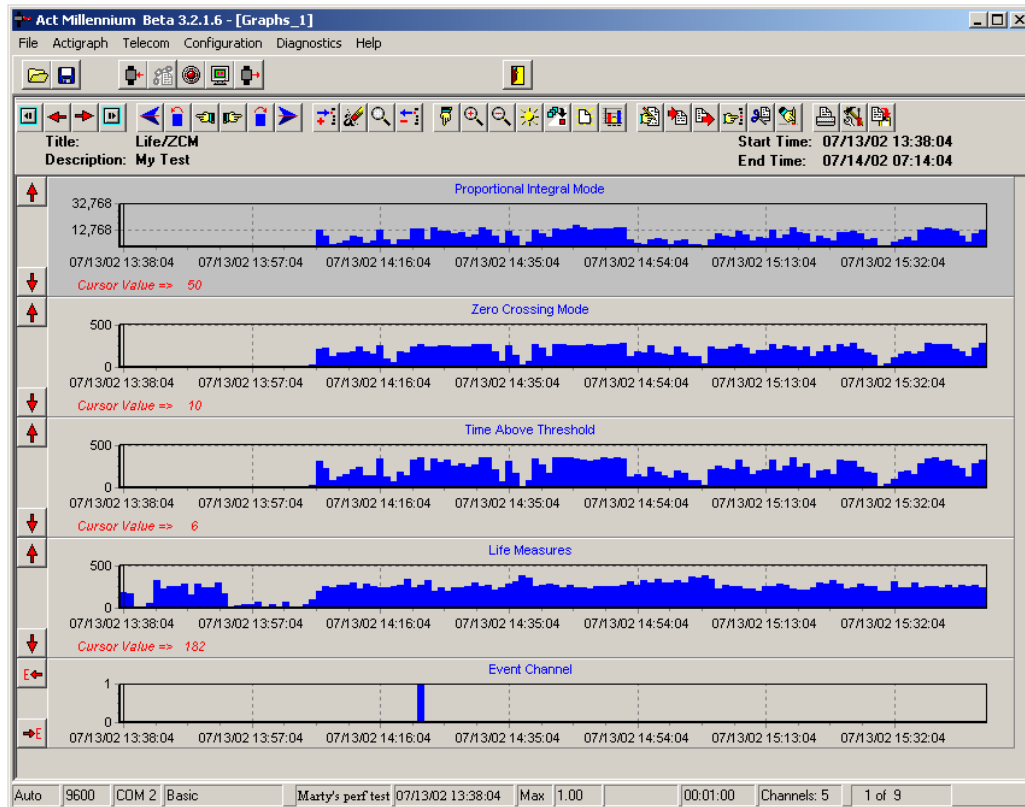 Act Millennium Beta 3.2.1.6 - [Graphs_1]
File Actigraph Telecom Configuration Diagnostics Help
Title: Life/ZCM Start Time: 07/13/02 13:38:04
Description: My Test End Time: 07/14/02 07:14:04
Proportional Integral Mode
32,768
12,768
07/13/02 13:38:04 07/13/02 13:57:04 07/13/02 14:16:04 07/13/02 14:35:04 07/13/02 14:54:04 07/13/02 15:13:04 07/13/02 15:32:04
Cursor Value => 50
Zero Crossing Mode
500
0
07/13/02 13:38:04 07/13/02 13:57:04 07/13/02 14:16:04 07/13/02 14:35:04 07/13/02 14:54:04 07/13/02 15:13:04 07/13/02 15:32:04
Cursor Value => 10
Time Above Threshold
500
0
07/13/02 13:38:04 07/13/02 13:57:04 07/13/02 14:16:04 07/13/02 14:35:04 07/13/02 14:54:04 07/13/02 15:13:04 07/13/02 15:32:04
Cursor Value => 6
Life Measures
500
0
07/13/02 13:38:04 07/13/02 13:57:04 07/13/02 14:16:04 07/13/02 14:35:04 07/13/02 14:54:04 07/13/02 15:13:04 07/13/02 15:32:04
Cursor Value => 182
E
Event Channel
1
0
E
07/13/02 13:38:04 07/13/02 13:57:04 07/13/02 14:16:04 07/13/02 14:35:04 07/13/02 14:54:04 07/13/02 15:13:04 07/13/02 15:32:04
Auto 9600 COM 2 Basic Marty's perf test 07/13/02 13:38:04 Max 1.00 00:01:00 Channels: 5 1 of 9